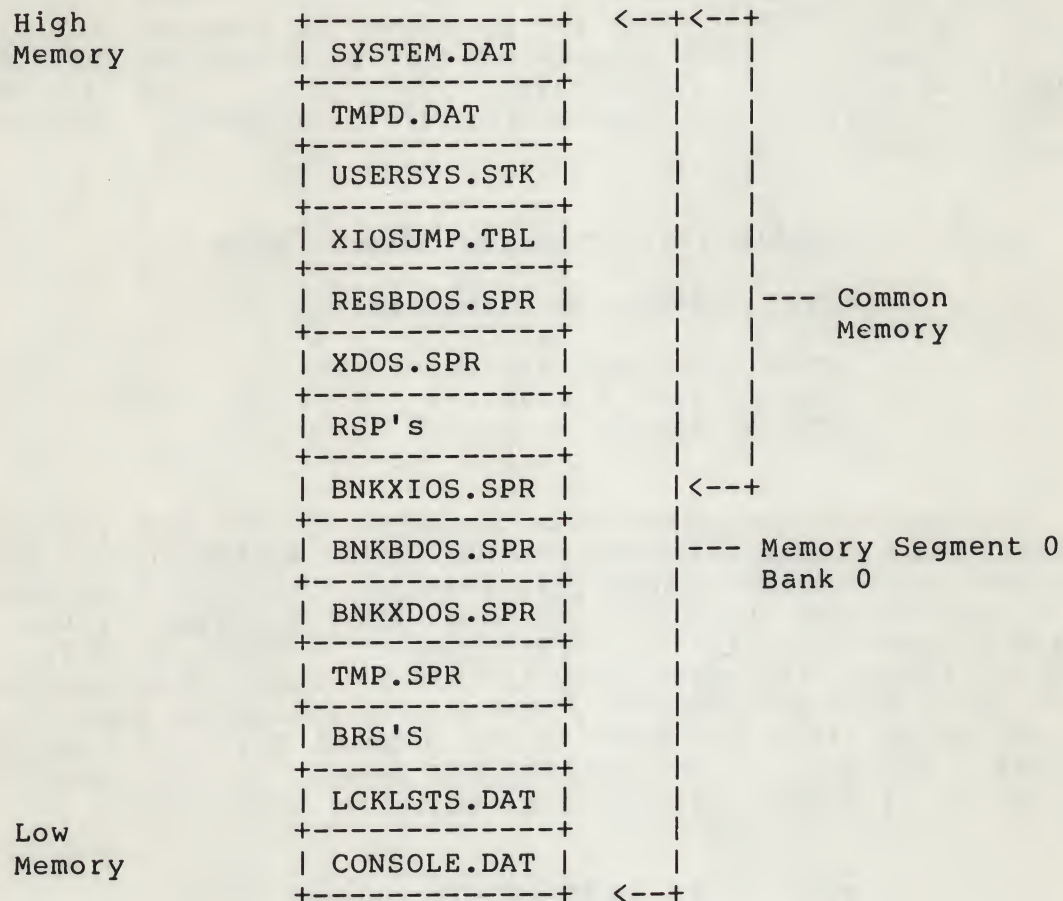 High +-------------+ <--+<--+
Memory | SYSTEM.DAT | | |
+-------------+ | |
| TMPD.DAT | | |
+-------------+ | |
| USERSYS.STK | | |
+-------------+ | |
| XIOSJMP.TBL | | |
+-------------+ | |
| RESBDOS.SPR | | |--- Common
+-------------+ | | Memory
| XDOS.SPR | | |
+-------------+ | |
| RSP's | | |
+-------------+ | |
| BNKXIOS.SPR | |<--+
+-------------+ |
| BNKBDOS.SPR | |--- Memory Segment 0
+-------------+ | Bank 0
| BNKXDOS.SPR | |
+-------------+ |
| TMP.SPR | |
+-------------+ |
| BRS'S | |
+-------------+ |
| LCKLSTS.DAT | |
Low +-------------+ |
Memory | CONSOLE.DAT | |
+-------------+ <--+